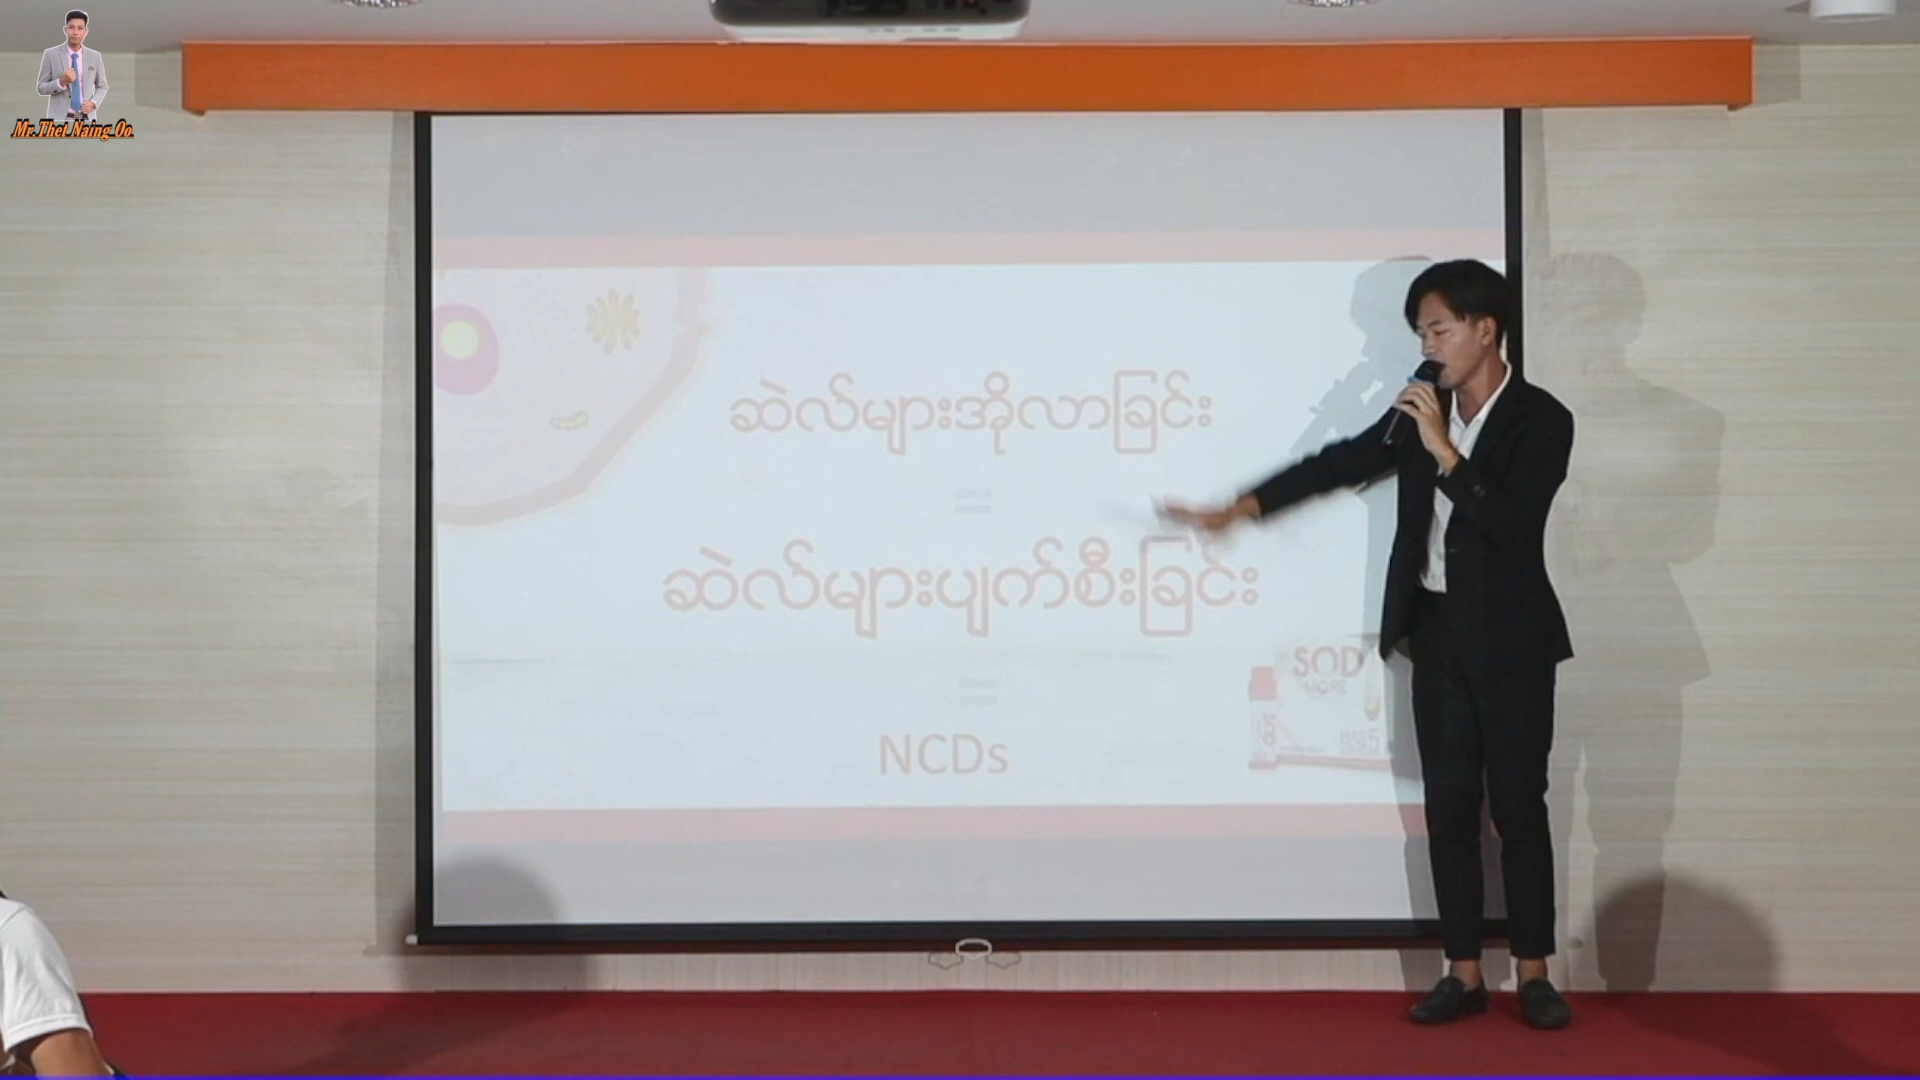 Mr.Thet Naing Oo
ဆဲလ်များအိုလာခြင်း
=
ဆဲလ်များပျက်စီးခြင်း
=
NCDs
SOD
MORE